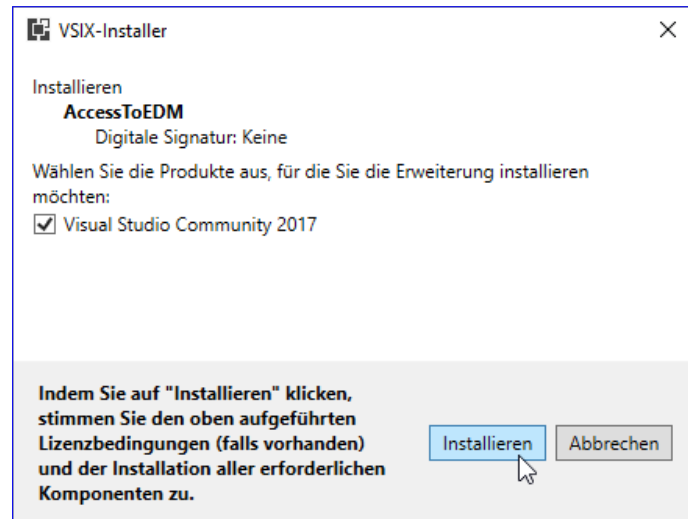 VSIX-Installer
Installieren
AccessToEDM
Digitale Signatur: Keine
Wählen Sie die Produkte aus, für die Sie die Erweiterung installieren
möchten:
Visual Studio Community 2017
Indem Sie auf "Installieren" klicken,
stimmen Sie den oben aufgeführten
Lizenzbedingungen (falls vorhanden)
und der Installation aller erforderlichen
Komponenten zu.
Installieren
Abbrechen